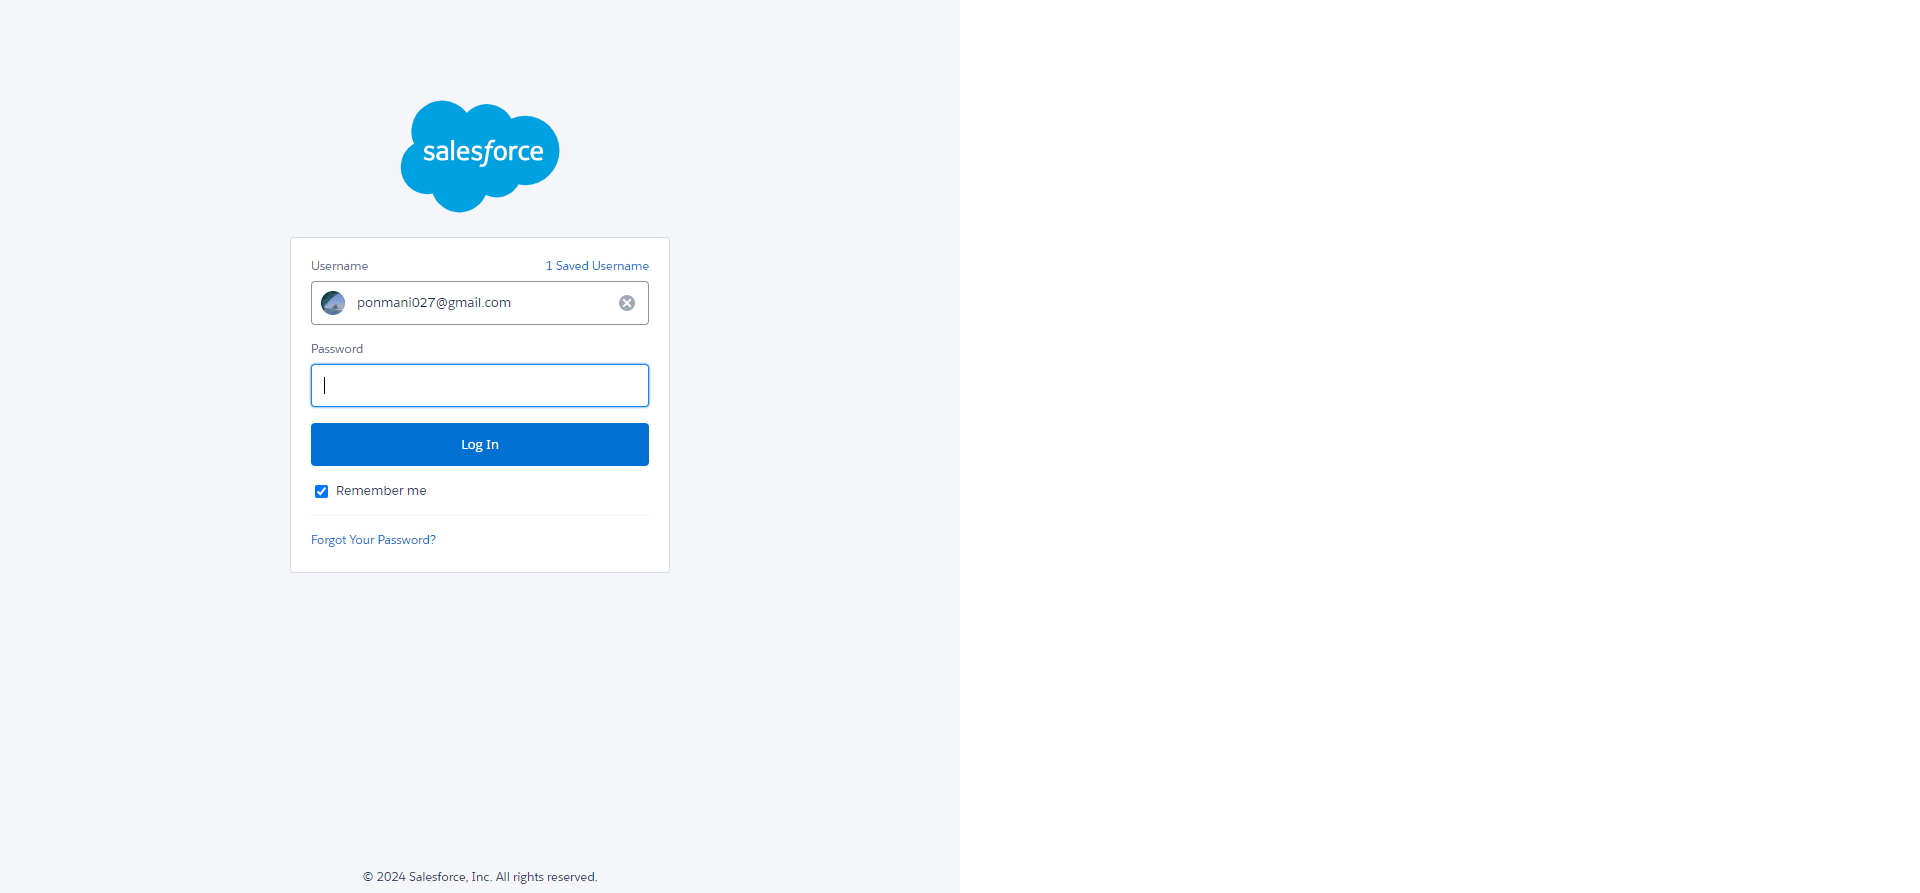 salesforce
Username 1 Saved Username
ponmani027@gmail.com
Password
Log In
Remember me
Forgot Your Password?
© 2024 Salesforce, Inc. All rights reserved.